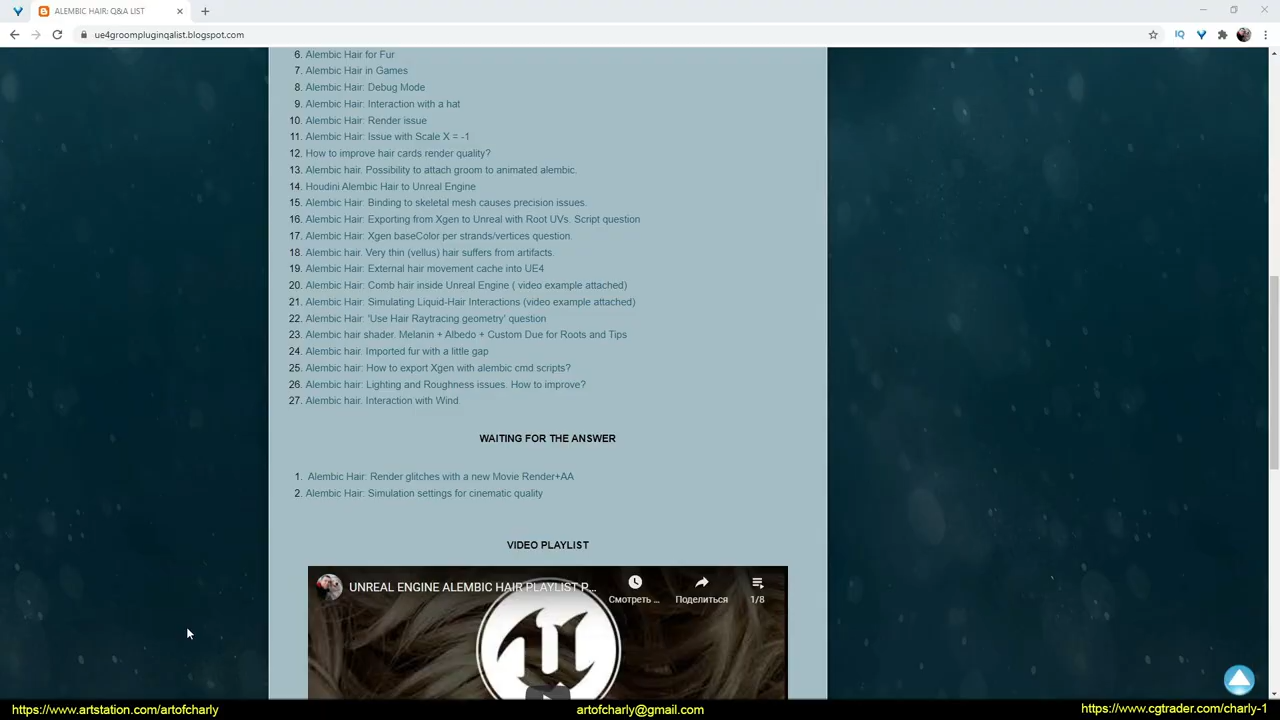 ALEMBIC HAIR: Q&A LIST
ue4groompluginqalist.blogspot.com
6. Alembic Hair for Fur
7. Alembic Hair in Games
8. Alembic Hair: Debug Mode
9. Alembic Hair: Interaction with a hat
10. Alembic Hair: Render issue
11. Alembic Hair: Issue with Scale X = -1
12. How to improve hair cards render quality?
13. Alembic hair. Possibility to attach groom to animated alembic.
14. Houdini Alembic Hair to Unreal Engine
15. Alembic Hair: Binding to skeletal mesh causes precision issues.
16. Alembic Hair: Exporting from Xgen to Unreal with Root UVs. Script question
17. Alembic Hair: Xgen baseColor per strands/vertices question.
18. Alembic hair. Very thin (vellus) hair suffers from artifacts.
19. Alembic Hair: External hair movement cache into UE4
20. Alembic Hair: Comb hair inside Unreal Engine ( video example attached)
21. Alembic Hair: Simulating Liquid-Hair Interactions (video example attached)
22. Alembic Hair: 'Use Hair Raytracing geometry' question
23. Alembic hair shader. Melanin + Albedo + Custom Due for Roots and Tips
24. Alembic hair. Imported fur with a little gap
25. Alembic hair: How to export Xgen with alembic cmd scripts?
26. Alembic hair: Lighting and Roughness issues. How to improve?
27. Alembic hair. Interaction with Wind.
WAITING FOR THE ANSWER
1. Alembic Hair: Render glitches with a new Movie Render+AA
2. Alembic Hair: Simulation settings for cinematic quality
VIDEO PLAYLIST
UNREAL ENGINE ALEMBIC HAIR PLAYLIST P...
Смотреть ... Поделиться 1/8
https://www.artstation.com/artofcharly artofcharly@gmail.com https://www.cgtrader.com/charly-1